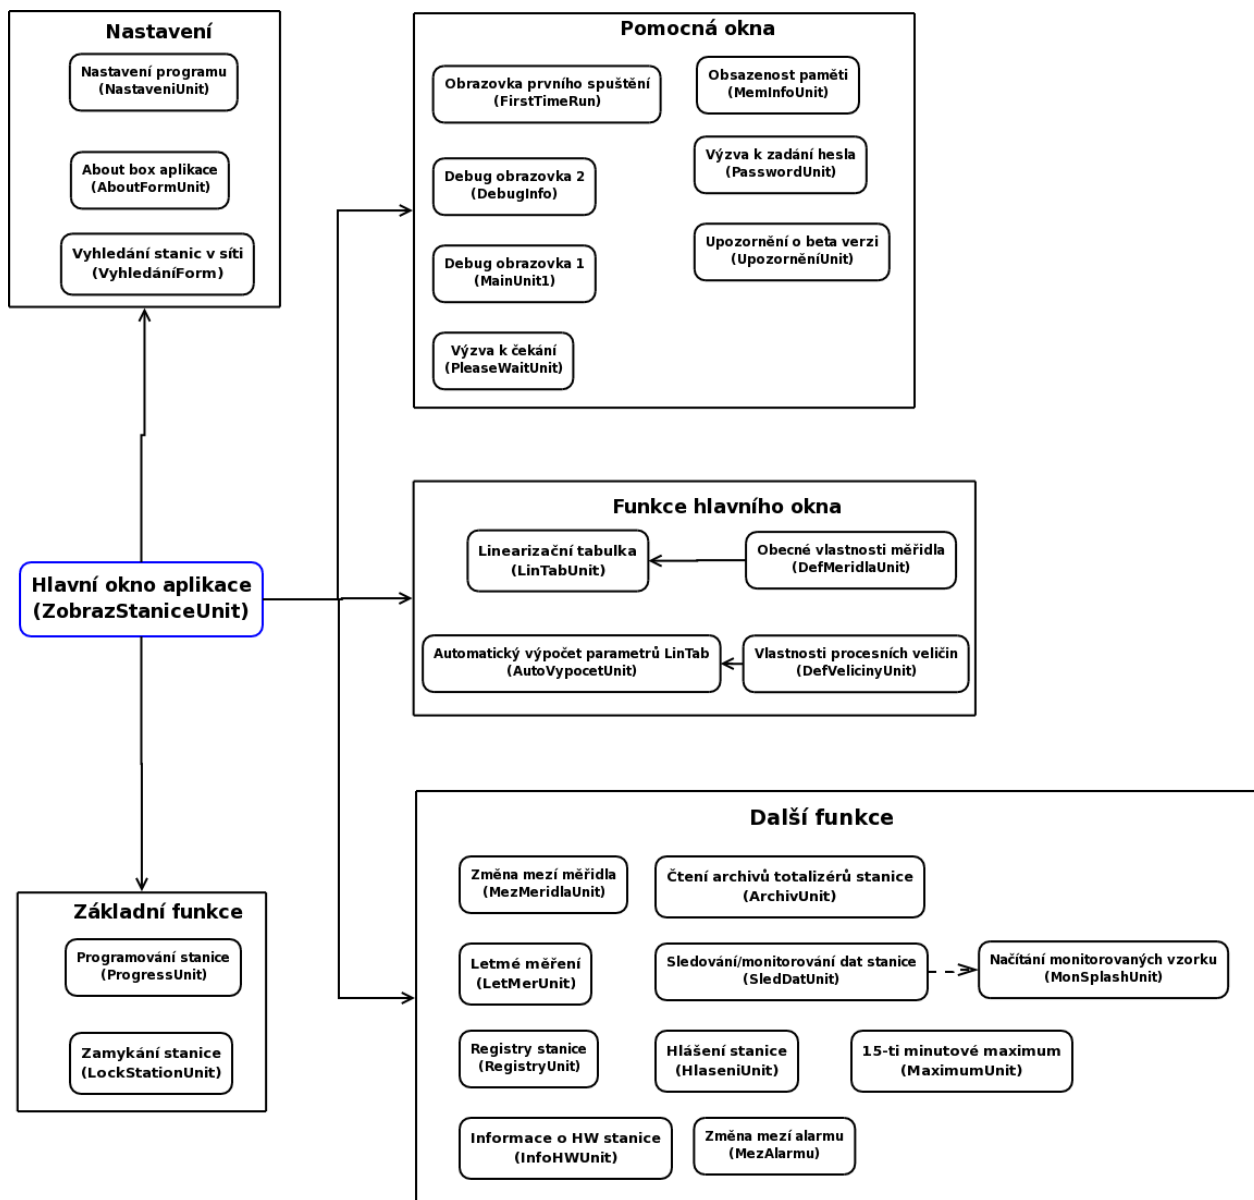 Nastavení
Nastavení programu
(NastaveniUnit)
About box aplikace
(AboutFormUnit)
Vyhledání stanic v síti
(VyhledáníForm)
Pomocná okna
Obrazovka prvního spuštění
(FirstTimeRun)
Obsazenost paměti
(MemInfoUnit)
Debug obrazovka 2
(DebugInfo)
Výzva k zadání hesla
(PasswordUnit)
Debug obrazovka 1
(MainUnit1)
Upozornění o beta verzi
(UpozorněníUnit)
Výzva k čekání
(PleaseWaitUnit)
Hlavní okno aplikace
(ZobrazStaniceUnit)
Funkce hlavního okna
Linearizační tabulka
(LinTabUnit)
Obecné vlastnosti měřidla
(DefMeridlaUnit)
Automatický výpočet parametrů LinTab
(AutoVypocetUnit)
Vlastnosti procesních veličin
(DefVelicinyUnit)
Základní funkce
Programování stanice
(ProgressUnit)
Zamykání stanice
(LockStationUnit)
Další funkce
Změna mezí měřidla
(MezMeridlaUnit)
Čtení archivů totalizérů stanice
(ArchivUnit)
Letmé měření
(LetMerUnit)
Sledování/monitorování dat stanice
(SledDatUnit)
Načítání monitorovaných vzorku
(MonSplashUnit)
Registry stanice
(RegistryUnit)
Hlášení stanice
(HlaseniUnit)
15-ti minutové maximum
(MaximumUnit)
Informace o HW stanice
(InfoHWUnit)
Změna mezí alarmu
(MezAlarmu)